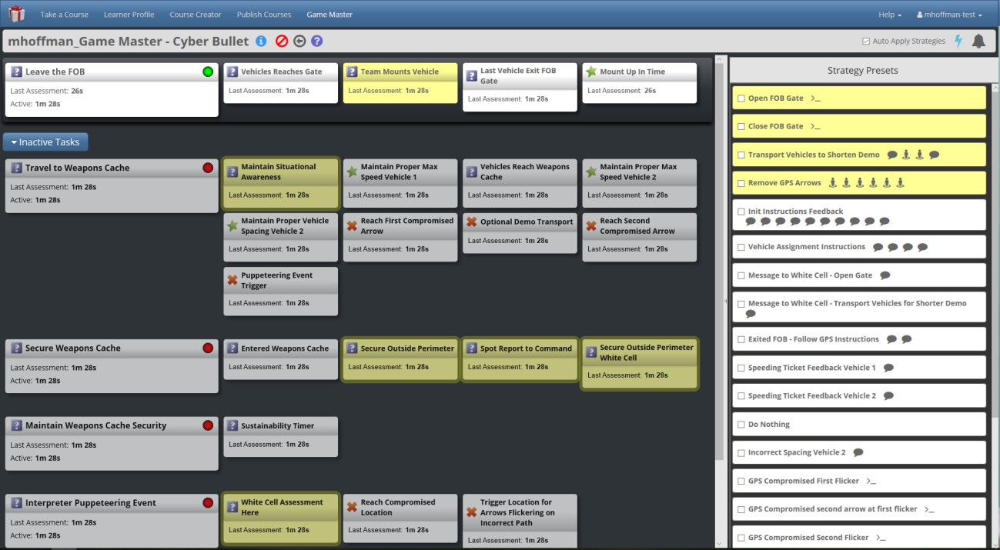 Take a Course Learner Profile Course Creator Publish Courses Game Master Help mhoffman-test
mhoffman_Game Master - Cyber Bullet Auto Apply Strategies
Leave the FOB
Last Assessment: 26s
Active: 1m 28s
Vehicles Reaches Gate
Last Assessment: 1m 28s
Team Mounts Vehicle
Last Assessment: 1m 28s
Last Vehicle Exit FOB
Gate
Last Assessment: 1m 28s
Mount Up In Time
Last Assessment: 26s
Inactive Tasks
Travel to Weapons Cache
Last Assessment: 1m 28s
Active: 1m 28s
Maintain Situational
Awareness
Last Assessment: 1m 28s
Maintain Proper Max
Speed Vehicle 1
Last Assessment: 1m 28s
Vehicles Reach Weapons
Cache
Last Assessment: 1m 28s
Maintain Proper Max
Speed Vehicle 2
Last Assessment: 1m 28s
Maintain Proper Vehicle
Spacing Vehicle 2
Last Assessment: 1m 28s
Reach First Compromised
Arrow
Last Assessment: 1m 28s
Optional Demo Transport
Last Assessment: 1m 28s
Reach Second
Compromised Arrow
Last Assessment: 1m 28s
Puppeteering Event
Trigger
Last Assessment: 1m 28s
Secure Weapons Cache
Last Assessment: 1m 28s
Active: 1m 28s
Entered Weapons Cache
Last Assessment: 1m 28s
Secure Outside Perimeter
Last Assessment: 1m 28s
Spot Report to Command
Last Assessment: 1m 28s
Secure Outside Perimeter
White Cell
Last Assessment: 1m 28s
Maintain Weapons Cache Security
Last Assessment: 1m 28s
Active: 1m 28s
Sustainability Timer
Last Assessment: 1m 28s
Interpreter Puppeteering Event
Last Assessment: 1m 28s
Active: 1m 28s
White Cell Assessment
Here
Last Assessment: 1m 28s
Reach Compromised
Location
Last Assessment: 1m 28s
Trigger Location for
Arrows Flickering on
Incorrect Path
Last Assessment: 1m 28s
Strategy Presets
Open FOB Gate >_
Close FOB Gate >_
Transport Vehicles to Shorten Demo
Remove GPS Arrows
Init Instructions Feedback
Vehicle Assignment Instructions
Message to White Cell - Open Gate
Message to White Cell - Transport Vehicles for Shorter Demo
Exited FOB - Follow GPS Instructions
Speeding Ticket Feedback Vehicle 1
Speeding Ticket Feedback Vehicle 2
Do Nothing
Incorrect Spacing Vehicle 2
GPS Compromised First Flicker >_
GPS Compromised second arrow at first flicker >_
GPS Compromised Second Flicker >_